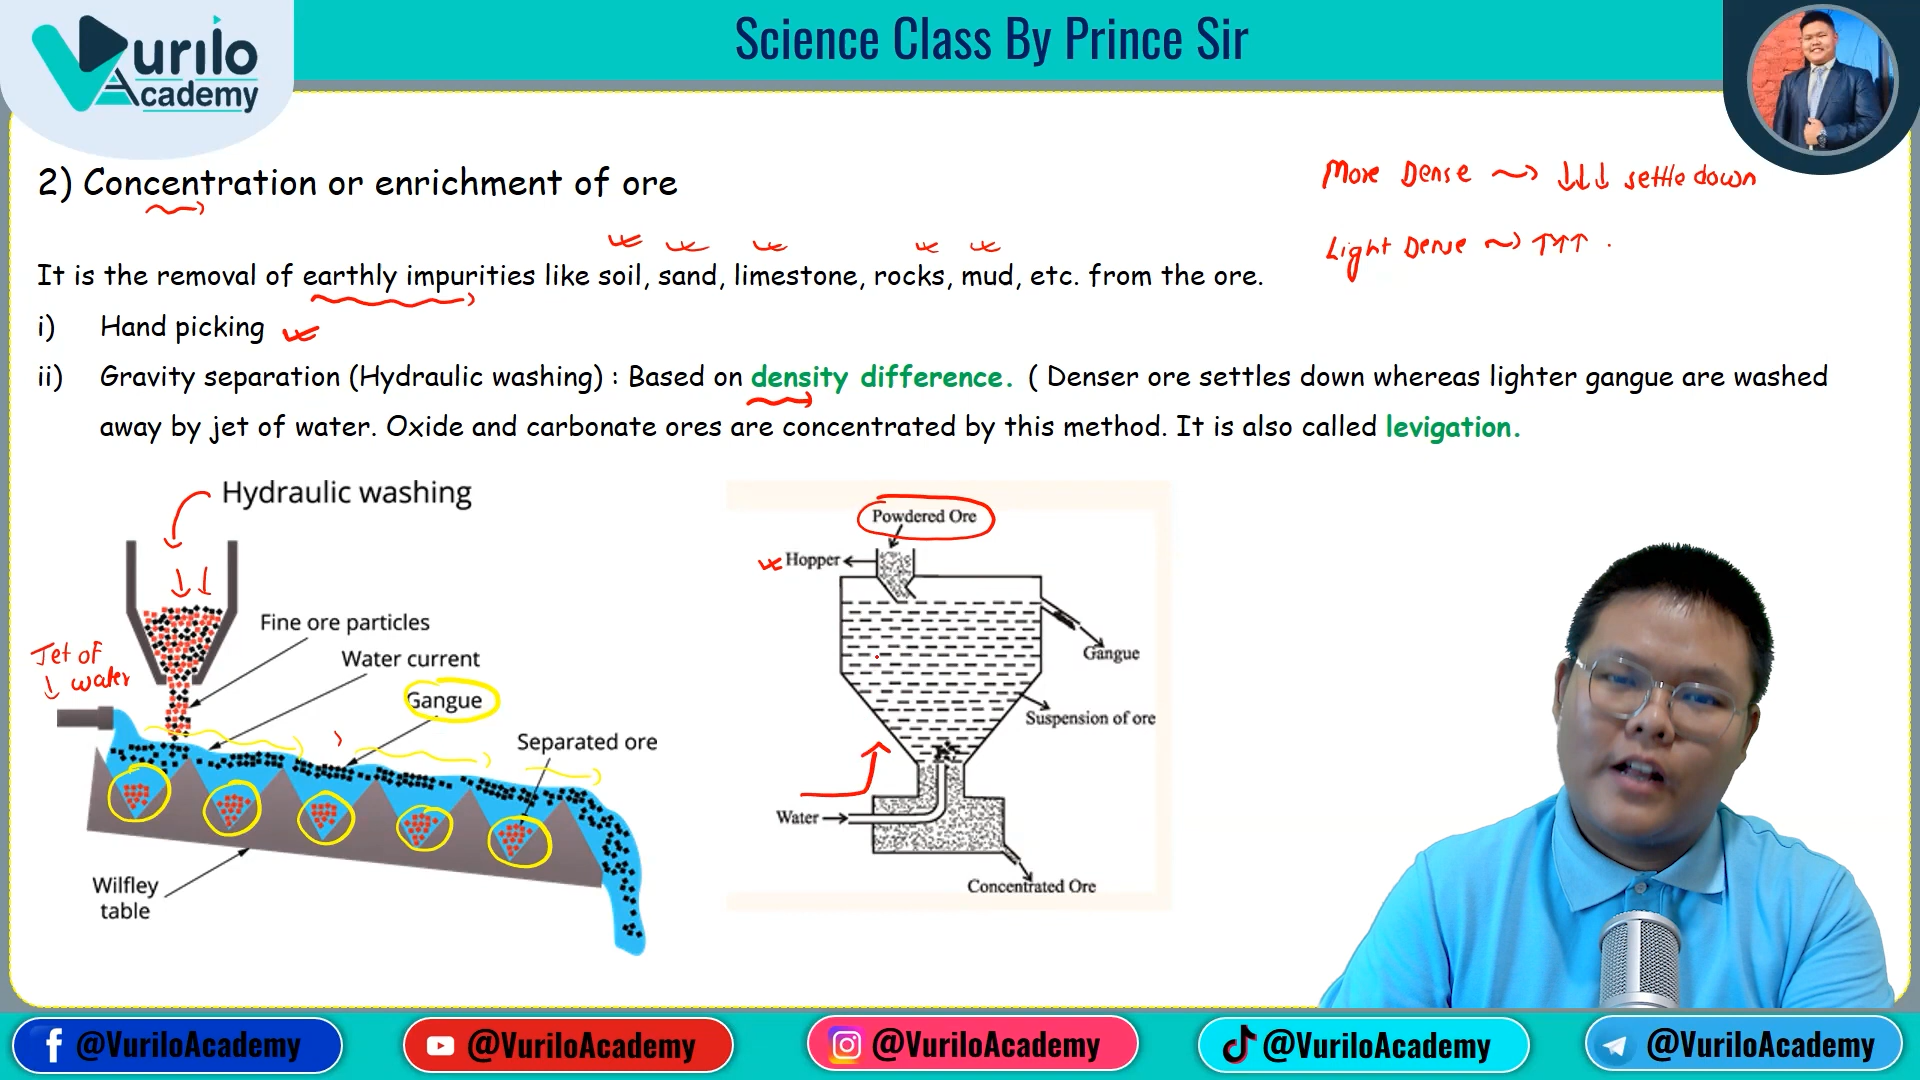 Vurilo
Academy
Science Class By Prince Sir
2) Concentration or enrichment of ore
More Dense ~> ↓↓↓ settle down
Light Dense ~> ↑↑↑
It is the removal of earthly impurities like soil, sand, limestone, rocks, mud, etc. from the ore.
i) Hand picking
ii) Gravity separation (Hydraulic washing) : Based on density difference. ( Denser ore settles down whereas lighter gangue are washed
away by jet of water. Oxide and carbonate ores are concentrated by this method. It is also called levigation.
Hydraulic washing
Fine ore particles
Water current
Jet of
water
Gangue
Separated ore
Wilfley
table
Powdered Ore
Hopper
Gangue
Suspension of ore
Water
Concentrated Ore
@VuriloAcademy
@VuriloAcademy
@VuriloAcademy
@VuriloAcademy
@VuriloAcademy